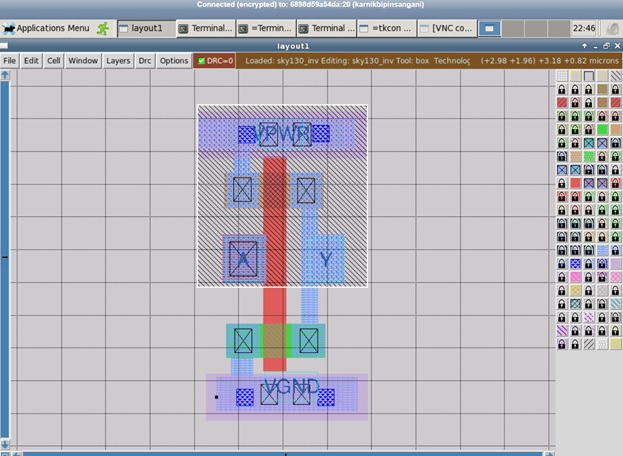 Connected (encrypted) to: 6898d59a54da:20 (karnikbipinsangani)
Applications Menu layout1 Terminal... =Termin... Terminal ... =tkcon ... [VNC co... 22:46
layout1
File Edit Cell Window Layers Drc Options DRC=0 Loaded: sky130_inv Editing: sky130_inv Tool: box Technolog (+2.98 +1.96) +3.18 +0.82 microns
VPWR
A Y
VGND